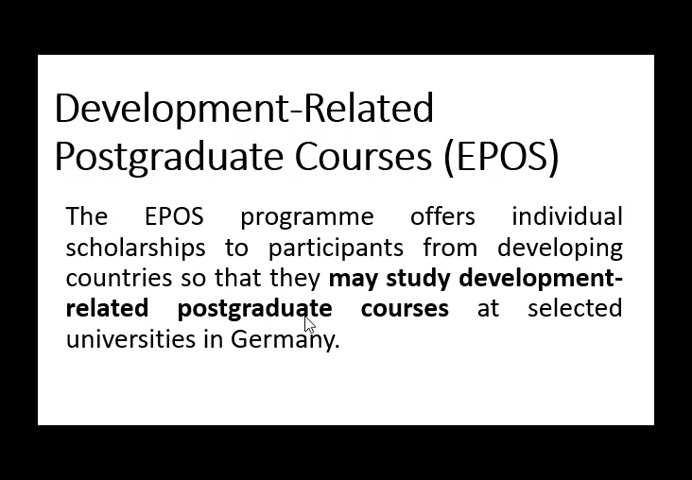 Development-Related
Postgraduate Courses (EPOS)
The EPOS programme offers individual
scholarships to participants from developing
countries so that they may study development-
related postgraduate courses at selected
universities in Germany.